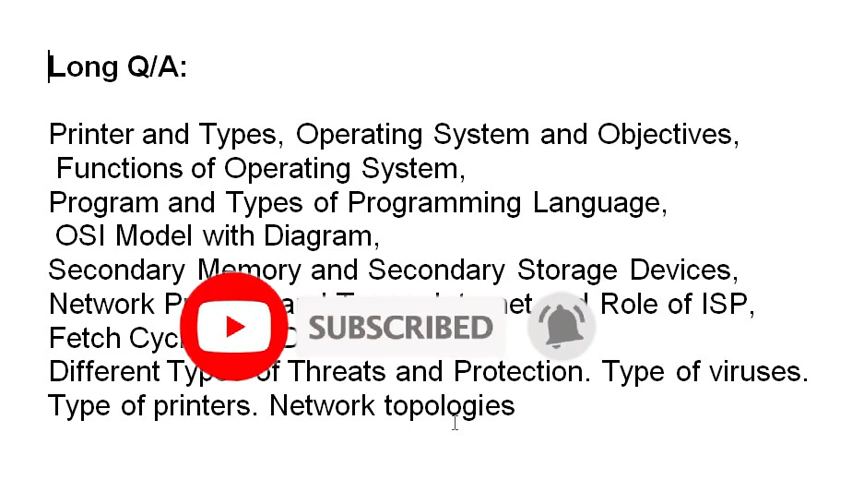 Long Q/A:
Printer and Types, Operating System and Objectives,
Functions of Operating System,
Program and Types of Programming Language,
OSI Model with Diagram,
Secondary Memory and Secondary Storage Devices,
Network Role of ISP,
Fetch
SUBSCRIBED
Different Types of Threats and Protection. Type of viruses.
Type of printers. Network topologies